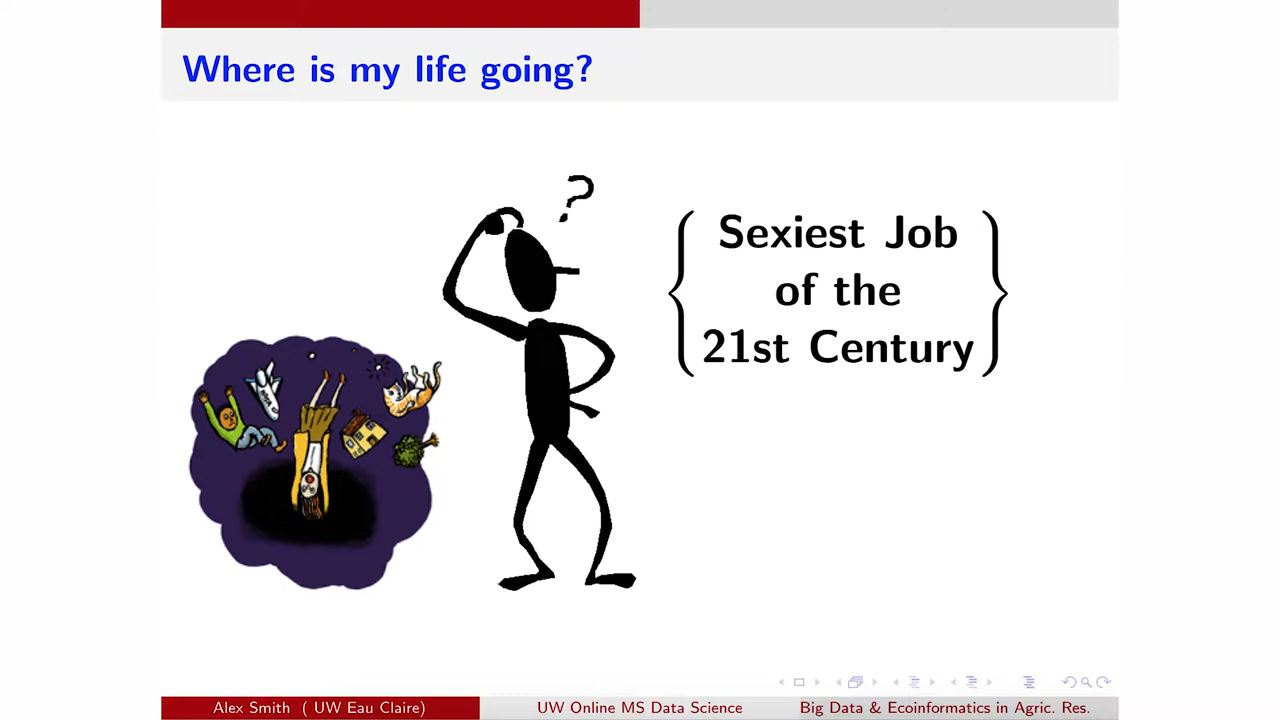 Where is my life going?
?
Sexiest Job
of the
21st Century
Alex Smith ( UW Eau Claire)
UW Online MS Data Science
Big Data & Ecoinformatics in Agric. Res.